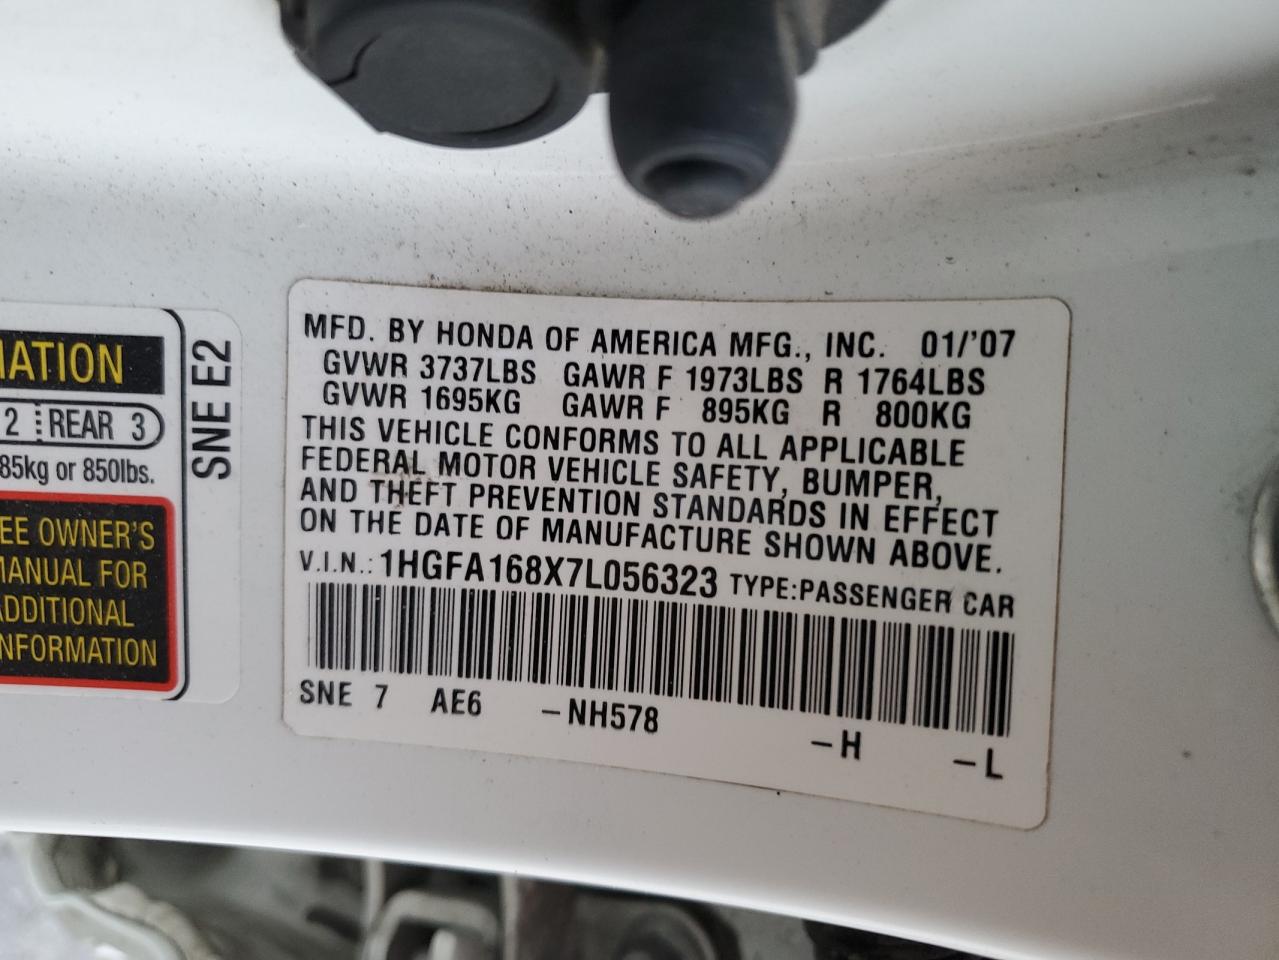 MATION
2 REAR 3
85kg or 850lbs.
EE OWNER'S
MANUAL FOR
ADDITIONAL
NFORMATION
SNE E2
MFD. BY HONDA OF AMERICA MFG., INC. 01/'07
GVWR 3737LBS GAWR F 1973LBS R 1764LBS
GVWR 1695KG GAWR F 895KG R 800KG
THIS VEHICLE CONFORMS TO ALL APPLICABLE
FEDERAL MOTOR VEHICLE SAFETY, BUMPER,
AND THEFT PREVENTION STANDARDS IN EFFECT
ON THE DATE OF MANUFACTURE SHOWN ABOVE.
V.I.N.: 1HGFA168X7L056323 TYPE:PASSENGER CAR
SNE 7 AE6 -NH578 -H -L